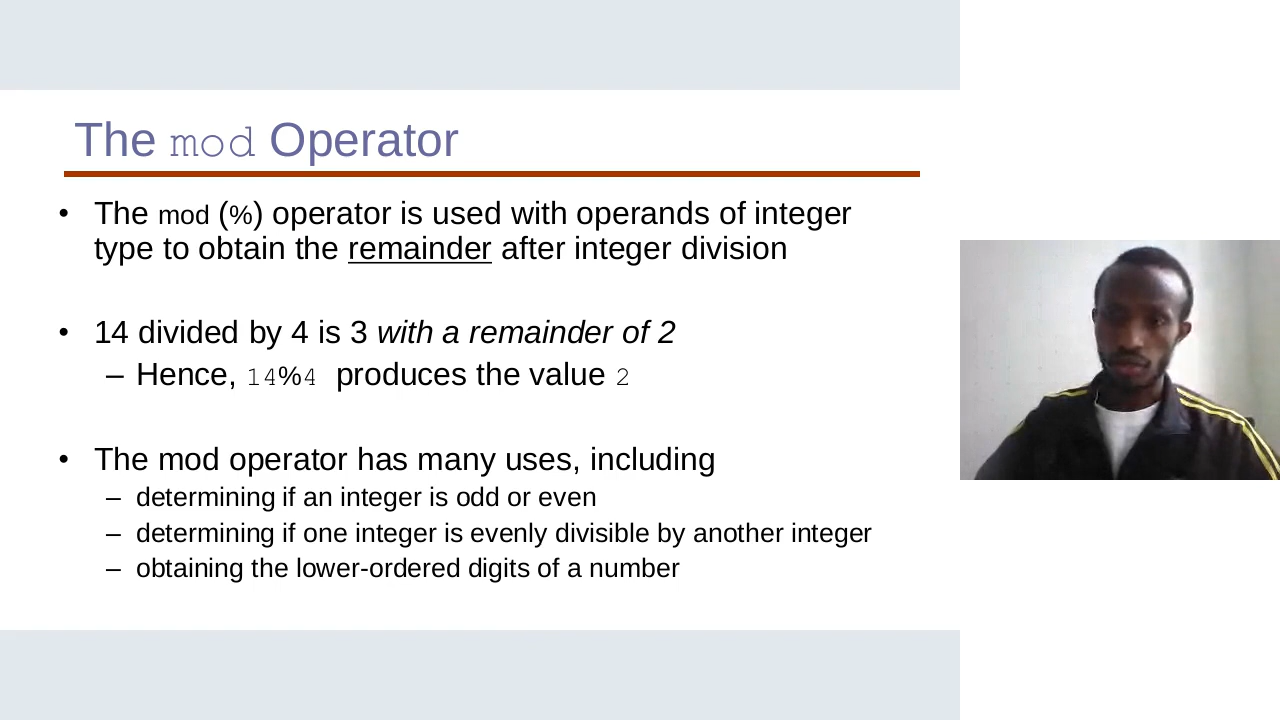 The mod Operator
• The mod (%) operator is used with operands of integer
type to obtain the remainder after integer division
• 14 divided by 4 is 3 with a remainder of 2
– Hence, 14%4 produces the value 2
• The mod operator has many uses, including
– determining if an integer is odd or even
– determining if one integer is evenly divisible by another integer
– obtaining the lower-ordered digits of a number